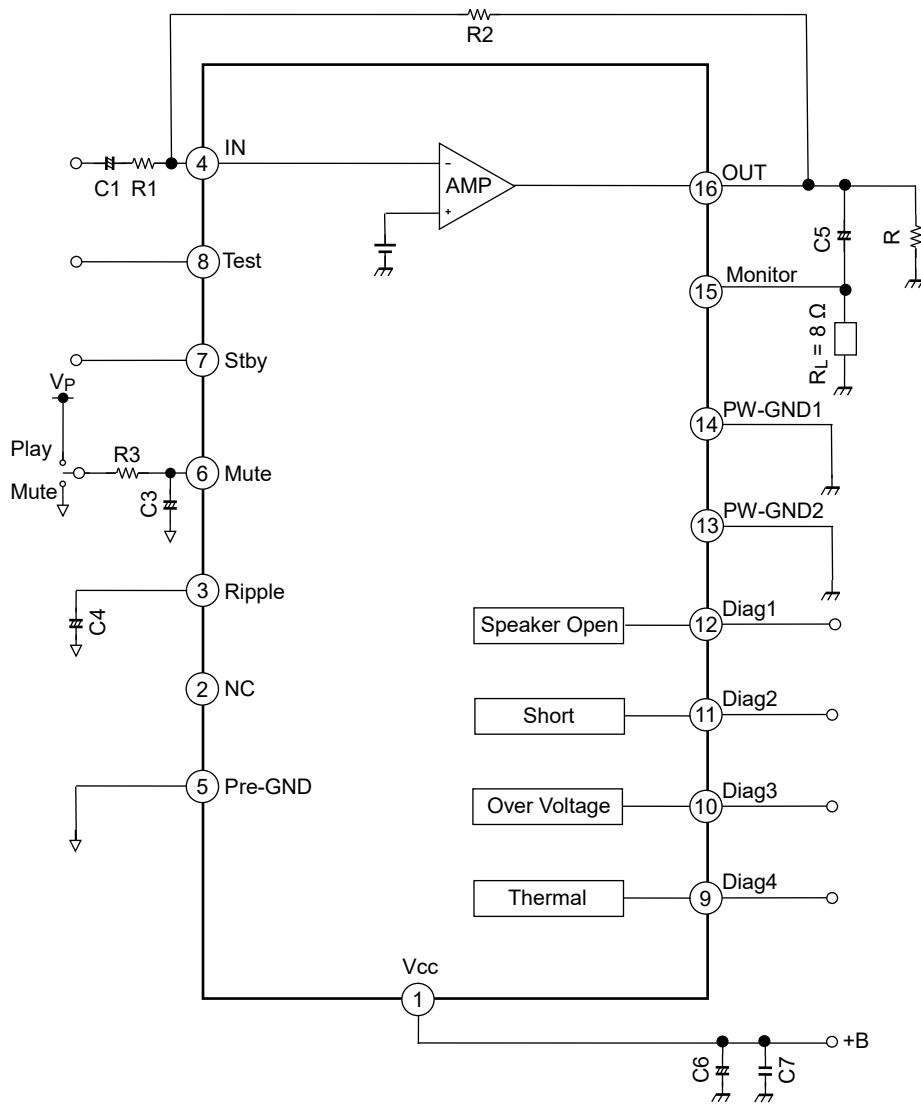 R2
IN
4
C1
R1
AMP
−
+
OUT
16
C5
R
Test
8
Monitor
15
RL = 8 Ω
Stby
7
VP
Play
Mute
R3
6
Mute
C3
PW-GND1
14
PW-GND2
13
3
Ripple
C4
Speaker Open
12
Diag1
2
NC
Short
11
Diag2
5
Pre-GND
Over Voltage
10
Diag3
Thermal
9
Diag4
Vcc
1
+B
C6
C7